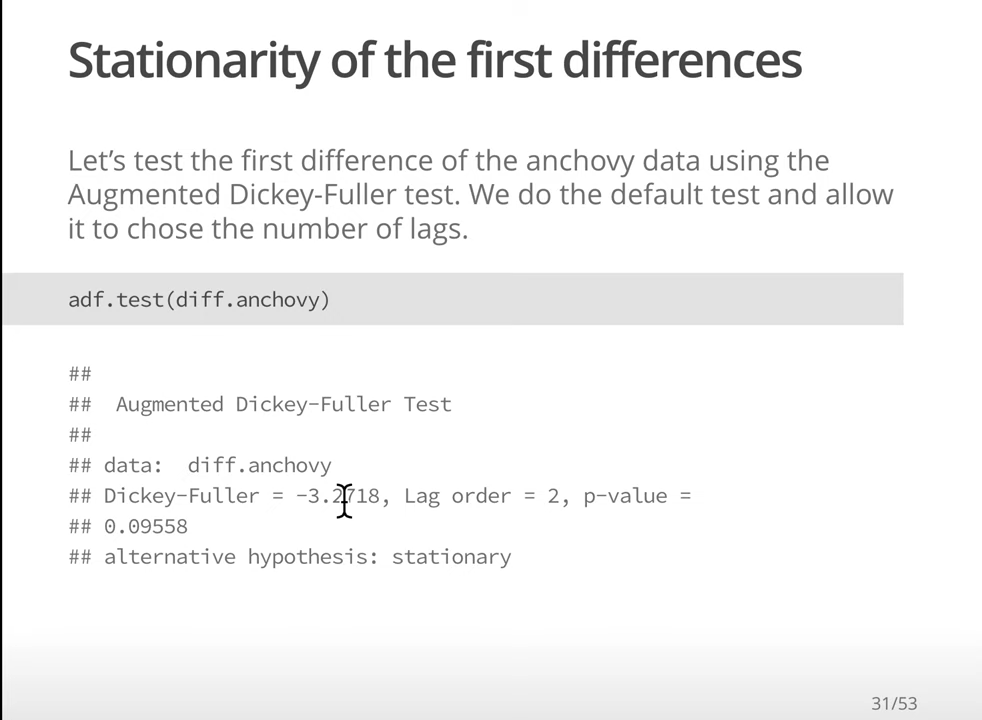 Stationarity of the first differences
Let’s test the first difference of the anchovy data using the
Augmented Dickey-Fuller test. We do the default test and allow
it to chose the number of lags.
adf.test(diff.anchovy)
##
##  Augmented Dickey-Fuller Test
##
## data:  diff.anchovy
## Dickey-Fuller = -3.2718, Lag order = 2, p-value =
## 0.09558
## alternative hypothesis: stationary
31/53